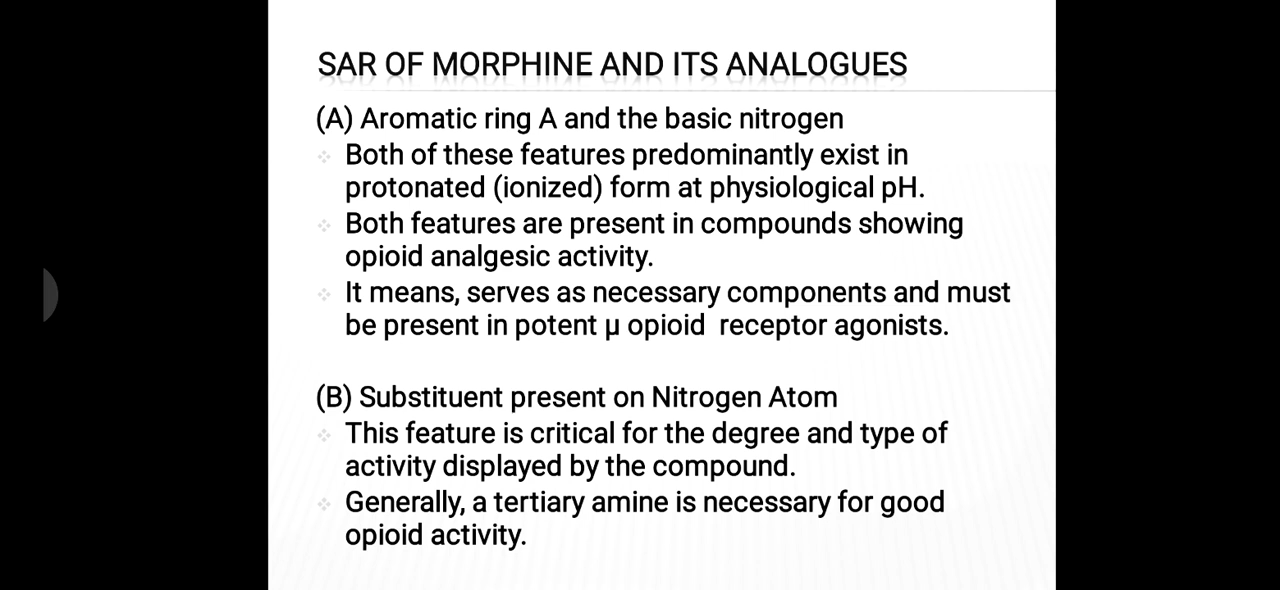 SAR OF MORPHINE AND ITS ANALOGUES
(A) Aromatic ring A and the basic nitrogen
Both of these features predominantly exist in
protonated (ionized) form at physiological pH.
Both features are present in compounds showing
opioid analgesic activity.
It means, serves as necessary components and must
be present in potent µ opioid receptor agonists.
(B) Substituent present on Nitrogen Atom
This feature is critical for the degree and type of
activity displayed by the compound.
Generally, a tertiary amine is necessary for good
opioid activity.